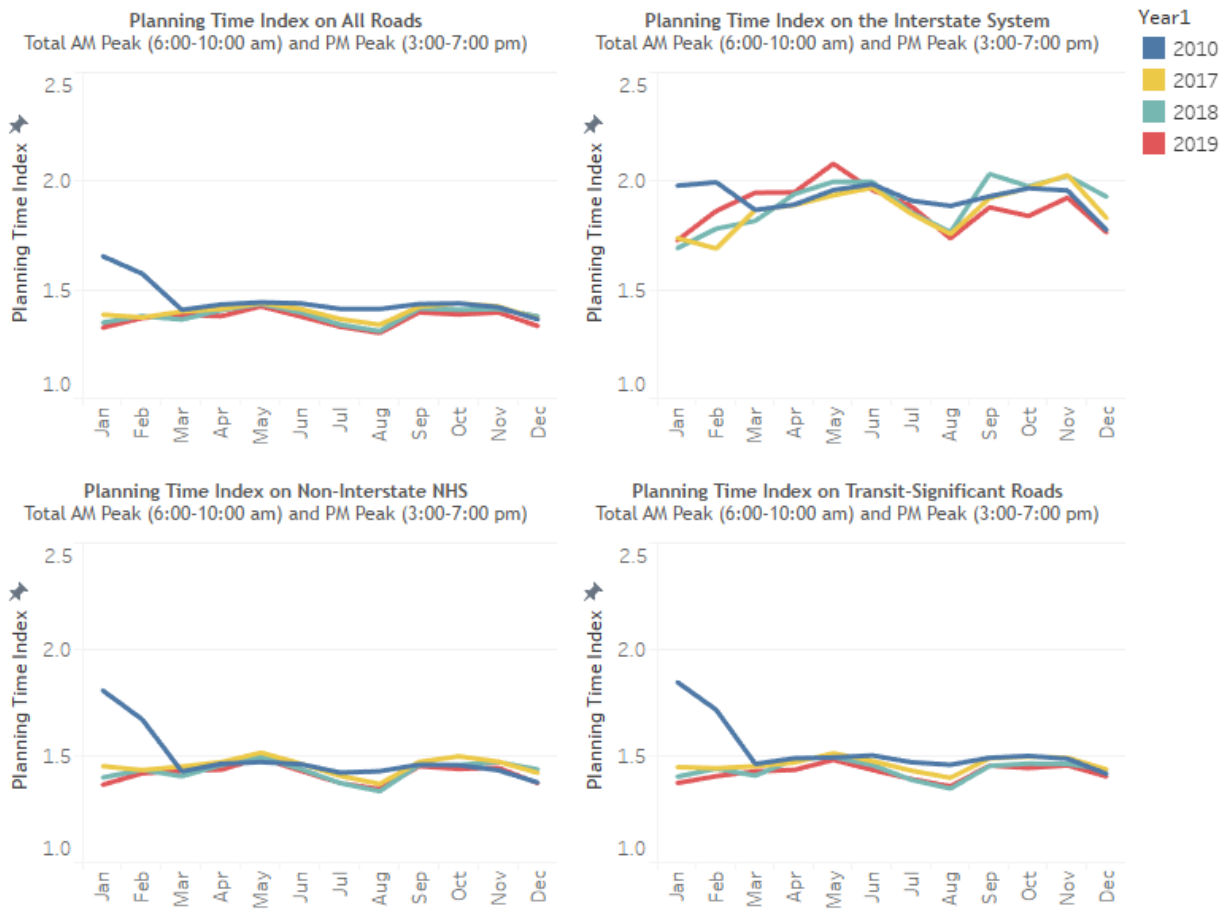 Planning Time Index on All Roads
Total AM Peak (6:00-10:00 am) and PM Peak (3:00-7:00 pm)
2.5
2.0
1.5
1.0
Planning Time Index
Jan
Feb
Mar
Apr
May
Jun
Jul
Aug
Sep
Oct
Nov
Dec
Planning Time Index on the Interstate System
Total AM Peak (6:00-10:00 am) and PM Peak (3:00-7:00 pm)
2.5
2.0
1.5
1.0
Planning Time Index
Jan
Feb
Mar
Apr
May
Jun
Jul
Aug
Sep
Oct
Nov
Dec
Year1
2010
2017
2018
2019
Planning Time Index on Non-Interstate NHS
Total AM Peak (6:00-10:00 am) and PM Peak (3:00-7:00 pm)
2.5
2.0
1.5
1.0
Planning Time Index
Jan
Feb
Mar
Apr
May
Jun
Jul
Aug
Sep
Oct
Nov
Dec
Planning Time Index on Transit-Significant Roads
Total AM Peak (6:00-10:00 am) and PM Peak (3:00-7:00 pm)
2.5
2.0
1.5
1.0
Planning Time Index
Jan
Feb
Mar
Apr
May
Jun
Jul
Aug
Sep
Oct
Nov
Dec